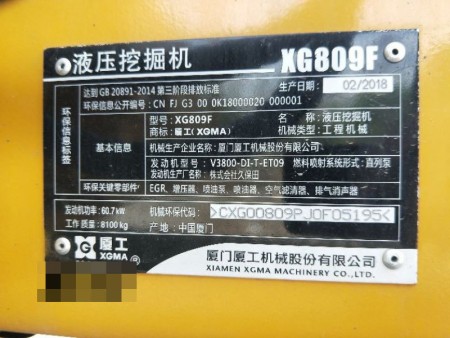 液压挖掘机 XG809F
达到 GB 20891-2014 第三阶段排放标准 生产日期: 02/2018
环保信息公开编号: CN FJ G3 00 0K18000020 000001
环保信息标签
基本信息
型号: XG809F 名称: 液压挖掘机
商标: 厦工(XGMA) 机械类型: 工程机械
机械生产企业名称: 厦门厦工机械股份有限公司
发动机型号: V3800-DI-T-ET09 燃料喷射系统形式: 直列泵
发动机生产厂名称: 株式会社久保田
环保关键零部件 EGR、增压器、喷油泵、喷油器、空气滤清器、排气消声器
发动机功率: 60.7 kW 机械环保代码: >CXG00809PJ0F05195<
工作质量: 8100 kg 产地: 中国厦门
厦工
XGMA
厦门厦工机械股份有限公司
XIAMEN XGMA MACHINERY CO.,LTD.